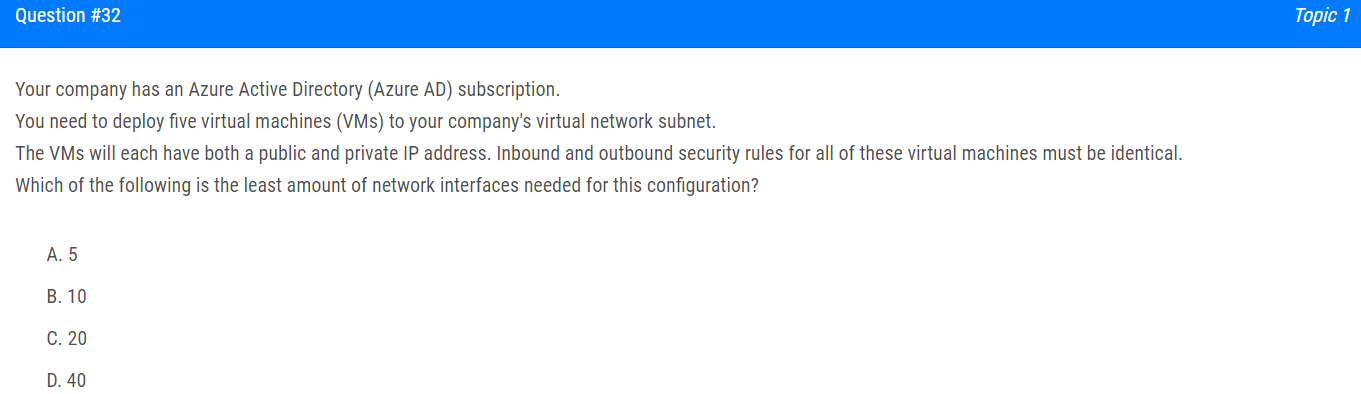 Question #32
Topic 1
Your company has an Azure Active Directory (Azure AD) subscription.
You need to deploy five virtual machines (VMs) to your company's virtual network subnet.
The VMs will each have both a public and private IP address. Inbound and outbound security rules for all of these virtual machines must be identical.
Which of the following is the least amount of network interfaces needed for this configuration?
A. 5
B. 10
C. 20
D. 40